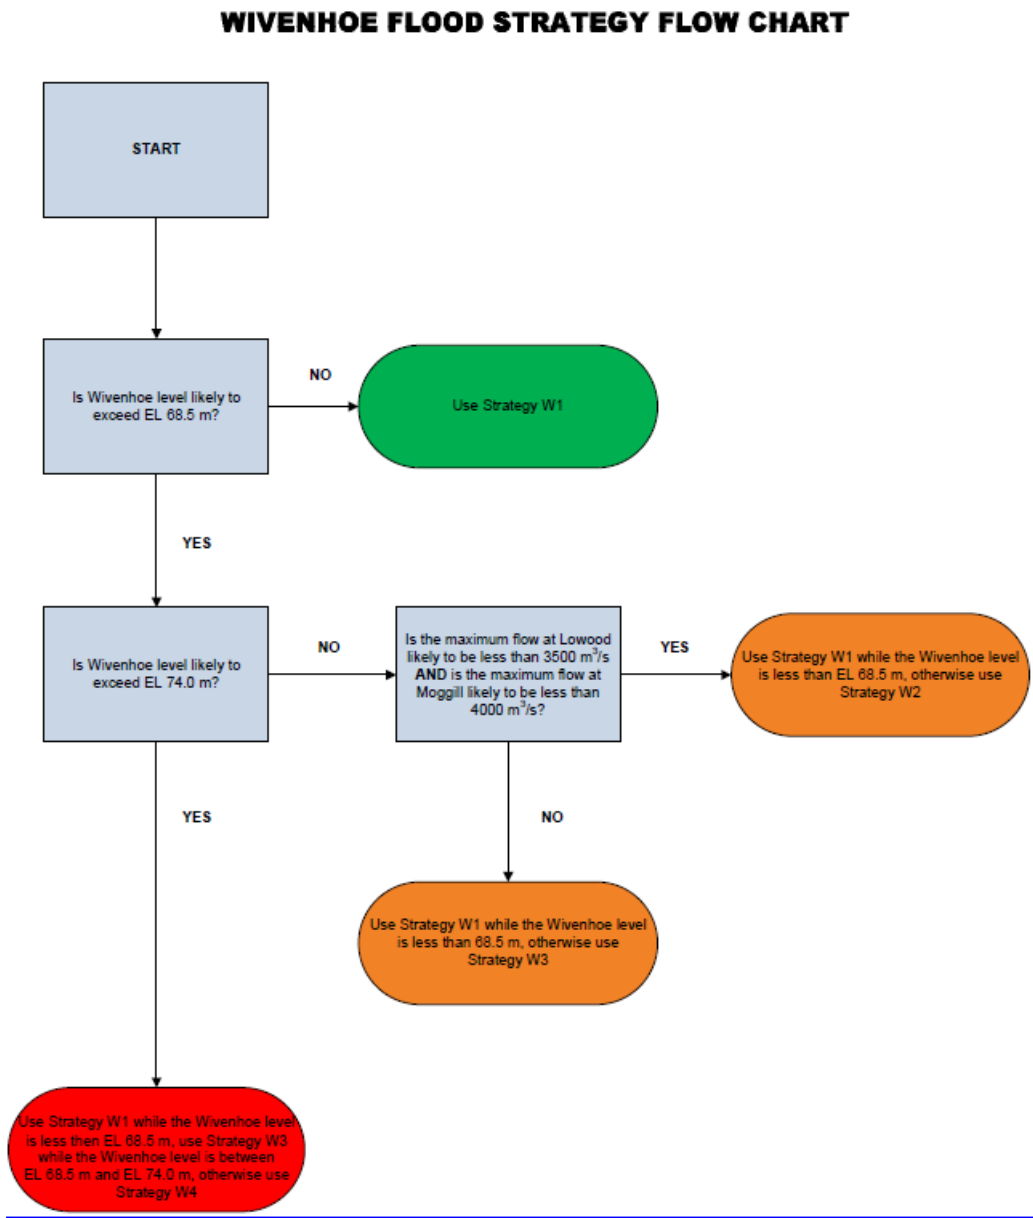 WIVENHOE FLOOD STRATEGY FLOW CHART
START
Is Wivenhoe level likely to
exceed EL 68.5 m?
NO
Use Strategy W1
YES
Is Wivenhoe level likely to
exceed EL 74.0 m?
NO
Is the maximum flow at Lowood
likely to be less than 3500 m³/s
AND is the maximum flow at
Moggill likely to be less than
4000 m³/s?
YES
Use Strategy W1 while the Wivenhoe level
is less than EL 68.5 m, otherwise use
Strategy W2
YES
NO
Use Strategy W1 while the Wivenhoe level
is less than 68.5 m, otherwise use
Strategy W3
Use Strategy W1 while the Wivenhoe level
is less then EL 68.5 m, use Strategy W3
while the Wivenhoe level is between
EL 68.5 m and EL 74.0 m, otherwise use
Strategy W4